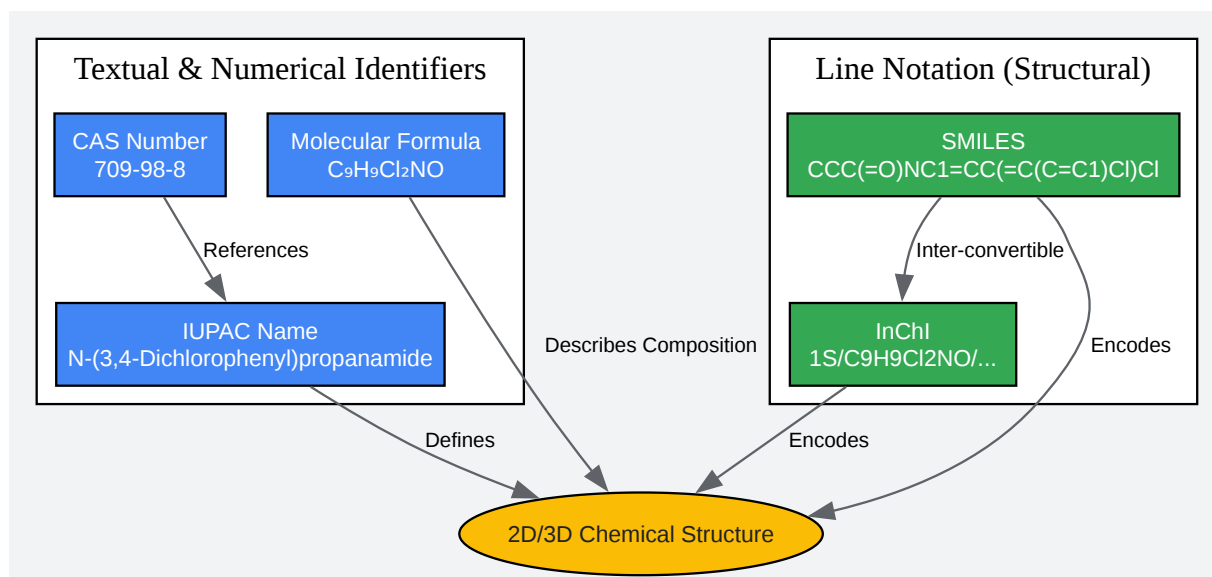 Textual & Numerical Identifiers
CAS Number
709-98-8
Molecular Formula
C₉H₉Cl₂NO
References
IUPAC Name
N-(3,4-Dichlorophenyl)propanamide
Line Notation (Structural)
SMILES
CCC(=O)NC1=CC(=C(C=C1)Cl)Cl
Inter-convertible
InChI
1S/C9H9Cl2NO/...
Describes Composition
Encodes
Defines
Encodes
2D/3D Chemical Structure